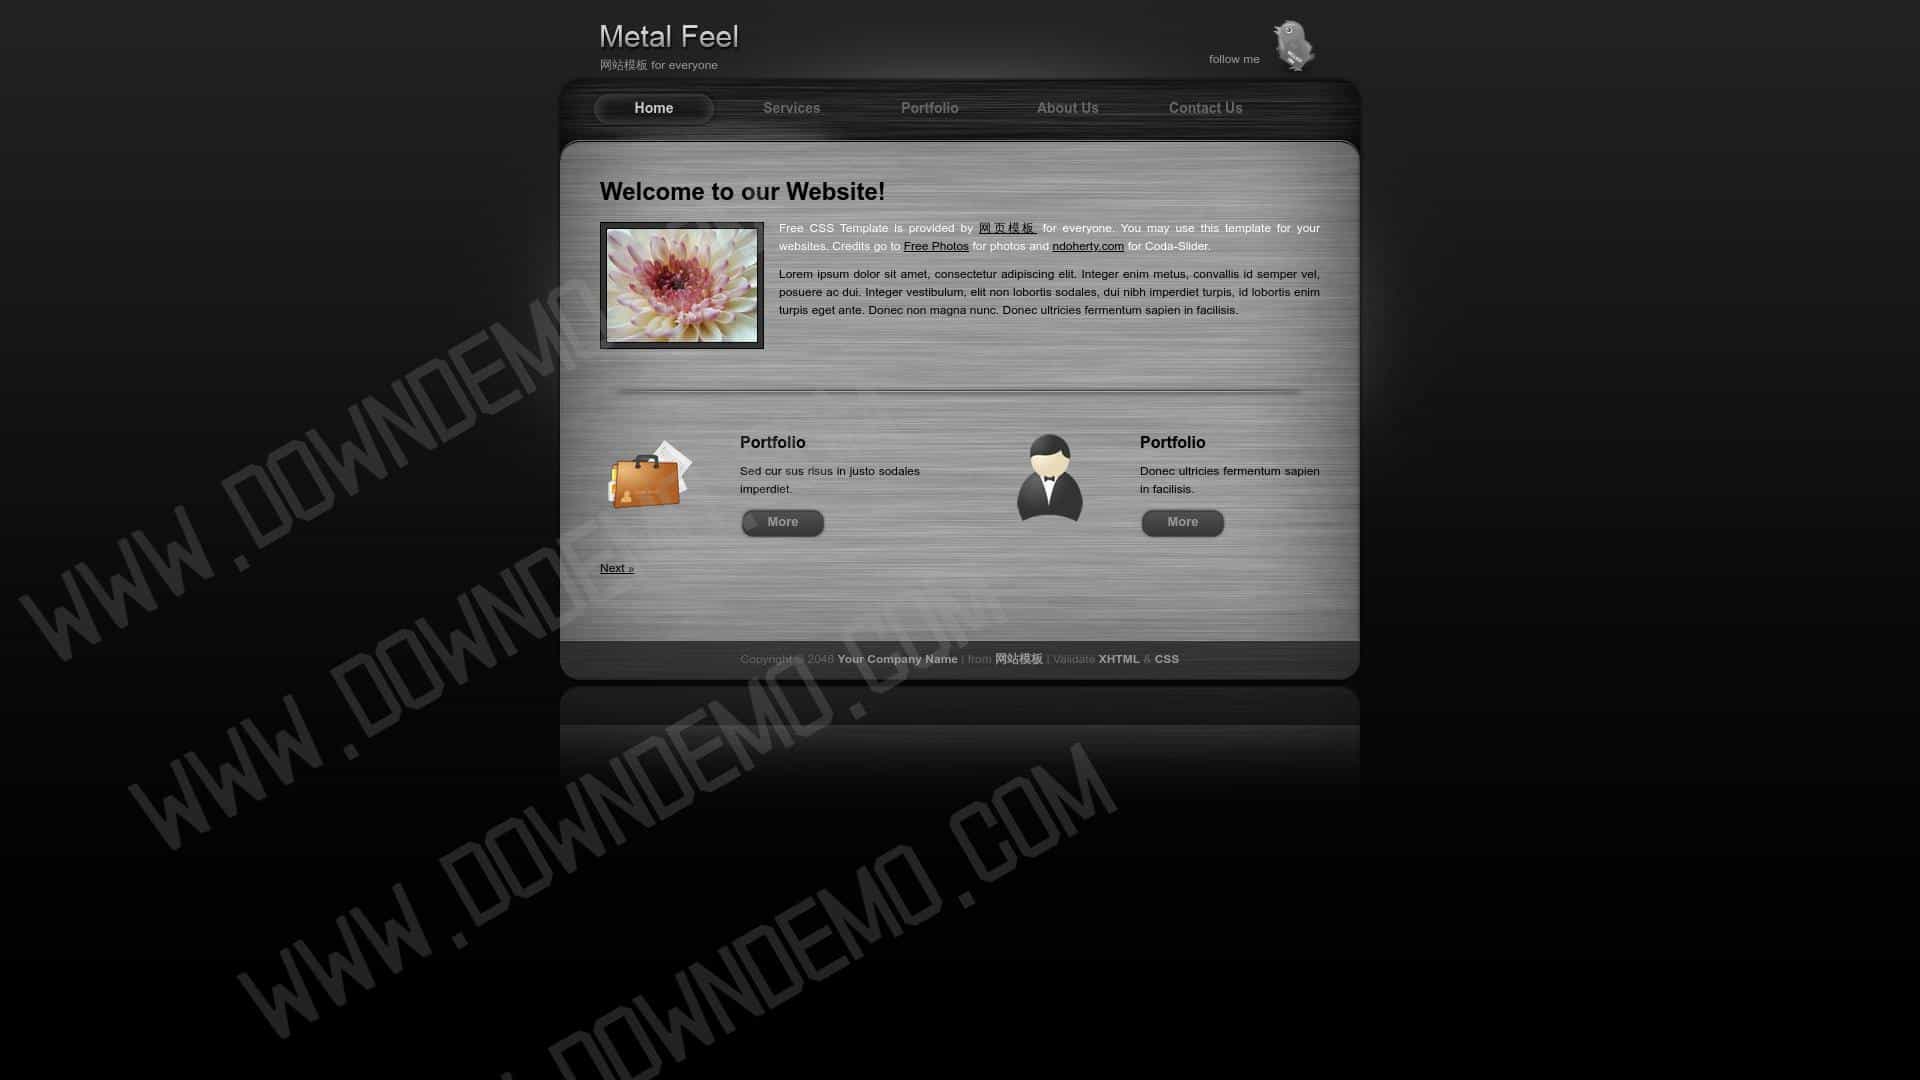 Metal Feel
网站模板 for everyone
follow me
Home
Services
Portfolio
About Us
Contact Us
Welcome to our Website!
Free CSS Template is provided by 网页模板 for everyone. You may use this template for your
websites. Credits go to Free Photos for photos and ndoherty.com for Coda-Slider.
Lorem ipsum dolor sit amet, consectetur adipiscing elit. Integer enim metus, convallis id semper vel,
posuere ac dui. Integer vestibulum, elit non lobortis sodales, dui nibh imperdiet turpis, id lobortis enim
turpis eget ante. Donec non magna nunc. Donec ultricies fermentum sapien in facilisis.
Portfolio
Sed cur sus risus in justo sodales
imperdiet.
More
Portfolio
Donec ultricies fermentum sapien
in facilisis.
More
Next »
Copyright © 2048 Your Company Name | from 网站模板 | Validate XHTML & CSS
WWW.DOWNDEMO.COM
WWW.DOWNDEMO.COM
WWW.DOWNDEMO.COM
DOWNDEMO.COM